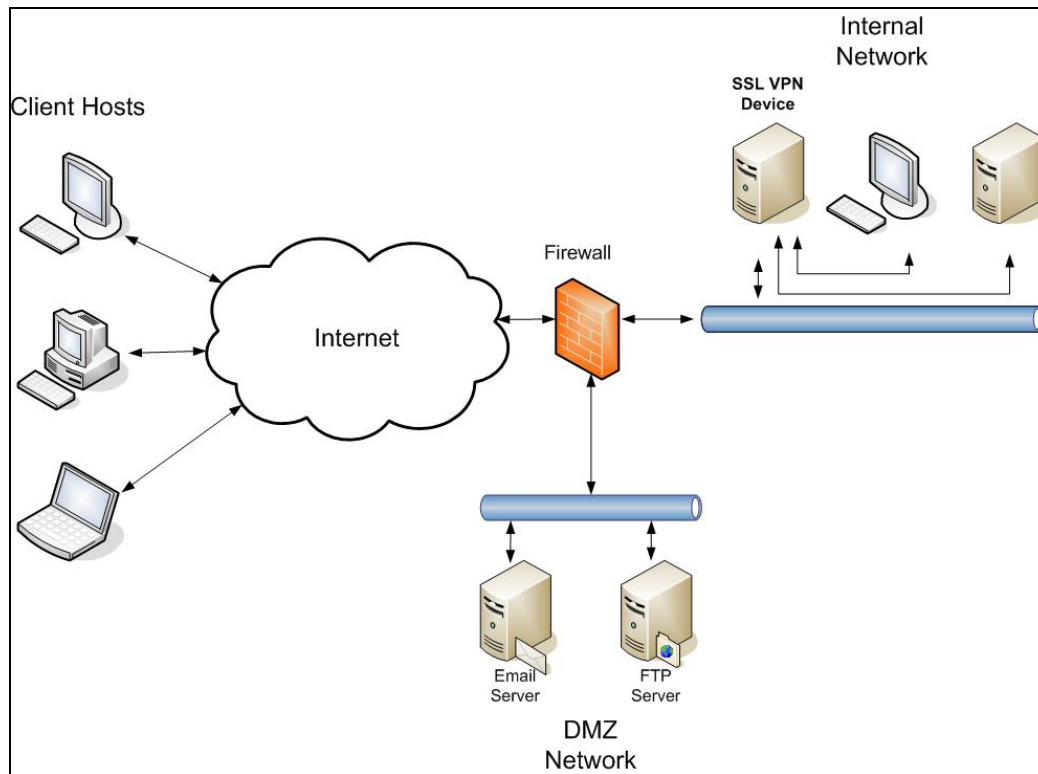 Internal
Network
SSL VPN
Device
Client Hosts
Firewall
Internet
Email
Server
FTP
Server
DMZ
Network